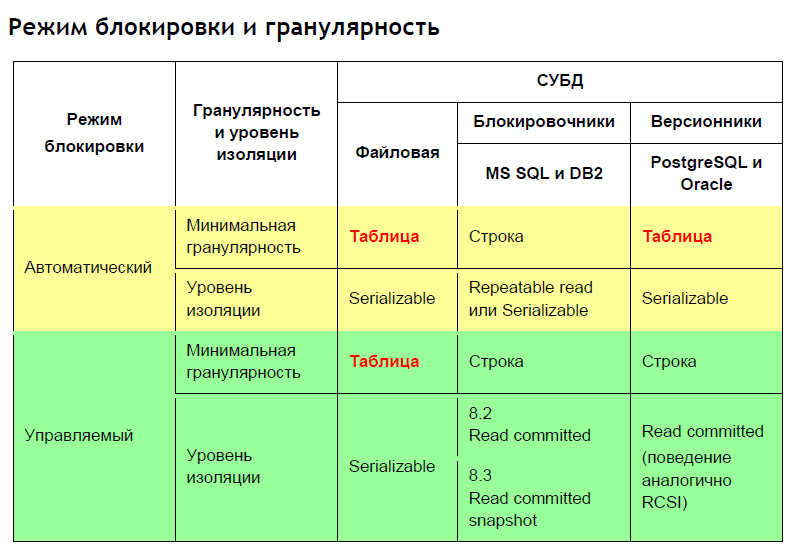 Режим блокировки и гранулярность
Режим
блокировки
Гранулярность
и уровень
изоляции
СУБД
Файловая
Блокировочники
Версионники
MS SQL и DB2
PostgreSQL и
Oracle
Автоматический
Минимальная
гранулярность
Таблица
Строка
Таблица
Уровень
изоляции
Serializable
Repeatable read
или Serializable
Serializable
Управляемый
Минимальная
гранулярность
Таблица
Строка
Строка
Уровень
изоляции
Serializable
8.2
Read committed
8.3
Read committed
snapshot
Read committed
(поведение
аналогично
RCSI)